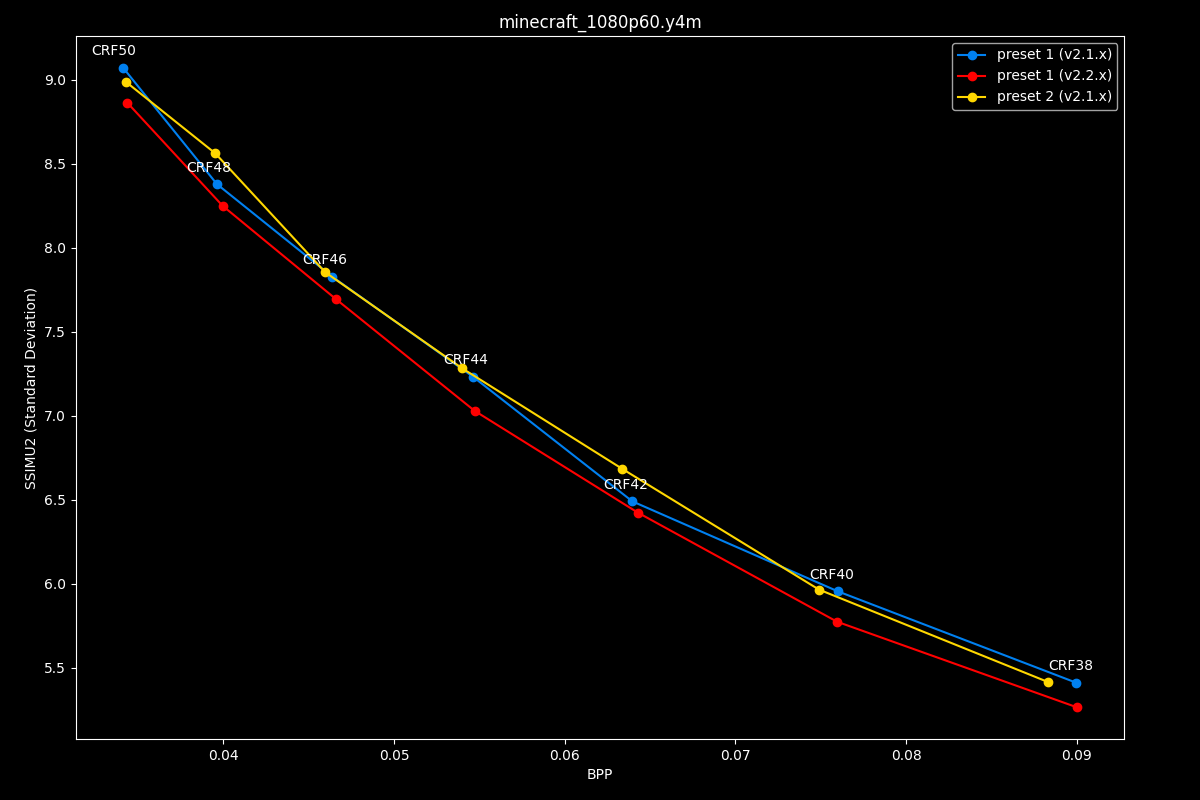 minecraft_1080p60.y4m
preset 1 (v2.1.x)
preset 1 (v2.2.x)
preset 2 (v2.1.x)
CRF50
CRF48
CRF46
CRF44
CRF42
CRF40
CRF38
SSIMU2 (Standard Deviation)
9.0
8.5
8.0
7.5
7.0
6.5
6.0
5.5
0.04
0.05
0.06
0.07
0.08
0.09
BPP